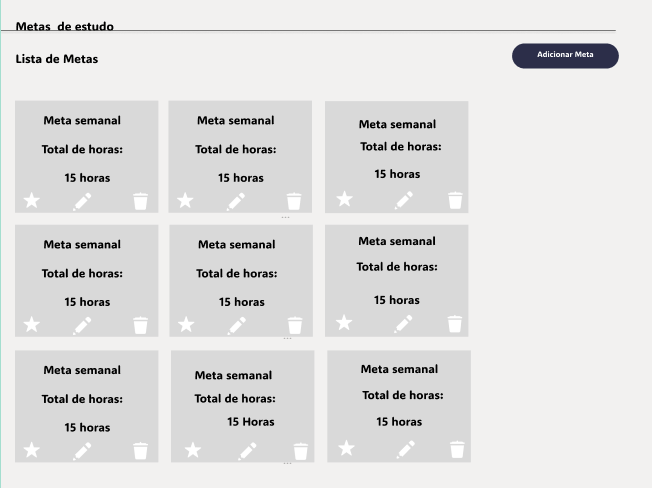 Metas de estudo
Lista de Metas
Adicionar Meta
Meta semanal
Total de horas:
15 horas
Meta semanal
Total de horas:
15 horas
Meta semanal
Total de horas:
15 horas
...
Meta semanal
Total de horas:
15 horas
Meta semanal
Total de horas:
15 horas
Meta semanal
Total de horas:
15 horas
...
Meta semanal
Total de horas:
15 horas
Meta semanal
Total de horas:
15 Horas
Meta semanal
Total de horas:
15 horas
...